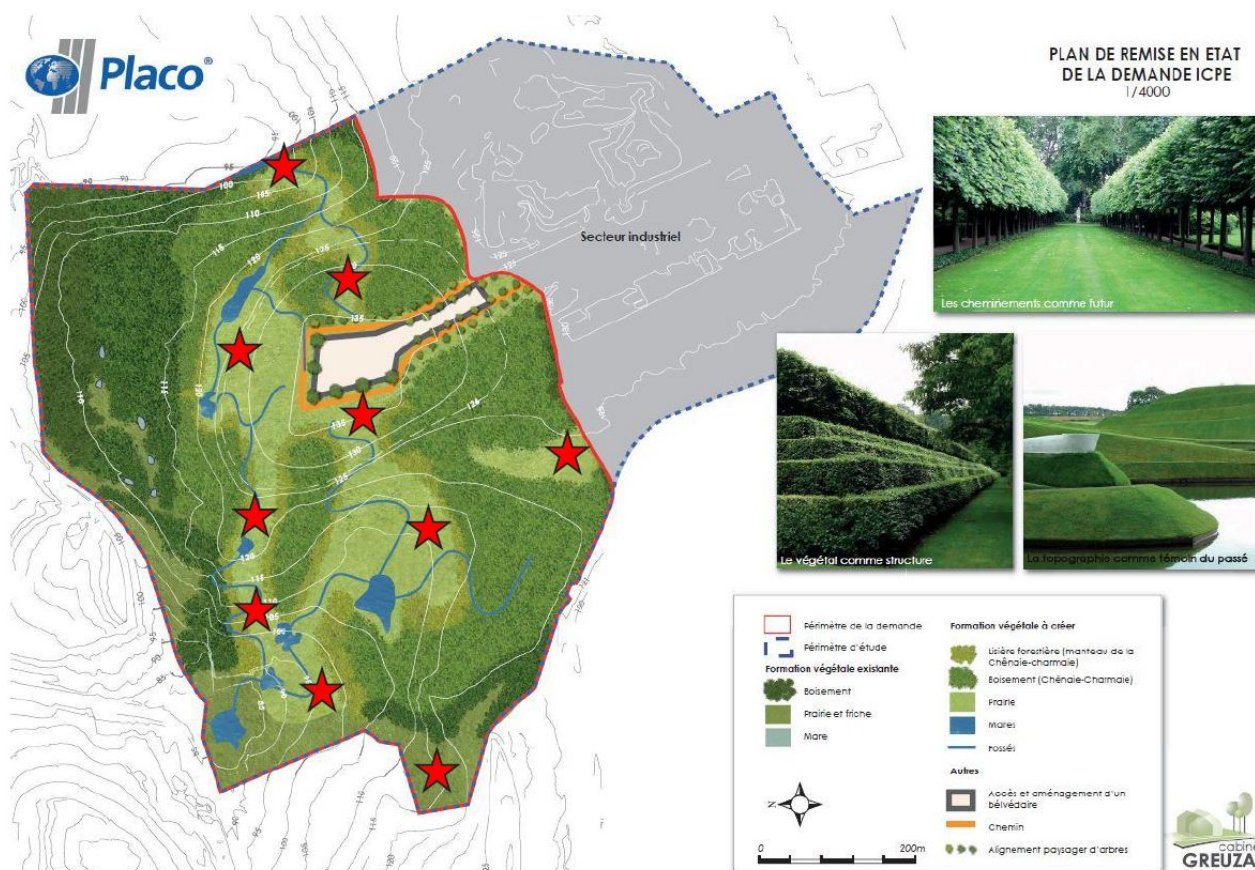 Placo®
PLAN DE REMISE EN ETAT
DE LA DEMANDE ICPE
1/4000
Secteur industriel
Les cheminements comme futur
Le végétal comme structure
La topographie comme témoin du passé
Périmètre de la demande
Périmètre d'étude
Formation végétale existante
Boisement
Prairie et friche
Mare
Formation végétale à créer
Lisière forestière (manteau de la
Chênaie-charmaie)
Boisement (Chênaie-Charmaie)
Prairie
Mares
Fossés
Autres
Accès et aménagement d'un
bélvédaire
Chemin
Alignement paysager d'arbres
N
0
200m
cabine
GREUZA